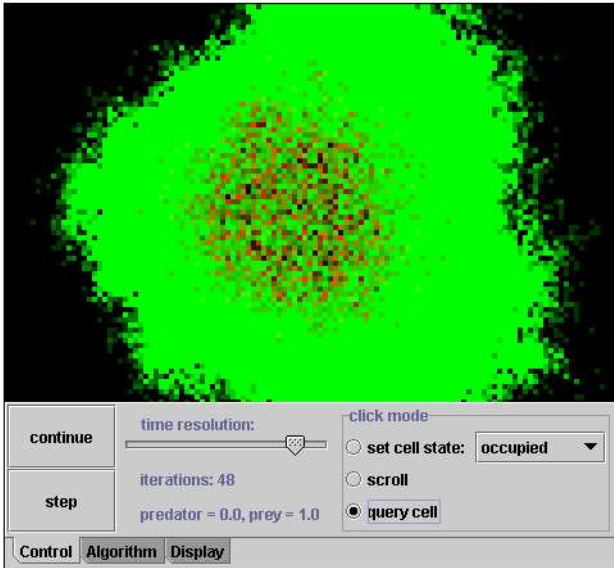 continue
step
time resolution:
iterations: 48
predator = 0.0, prey = 1.0
click mode
set cell state: occupied
scroll
query cell
Control Algorithm Display